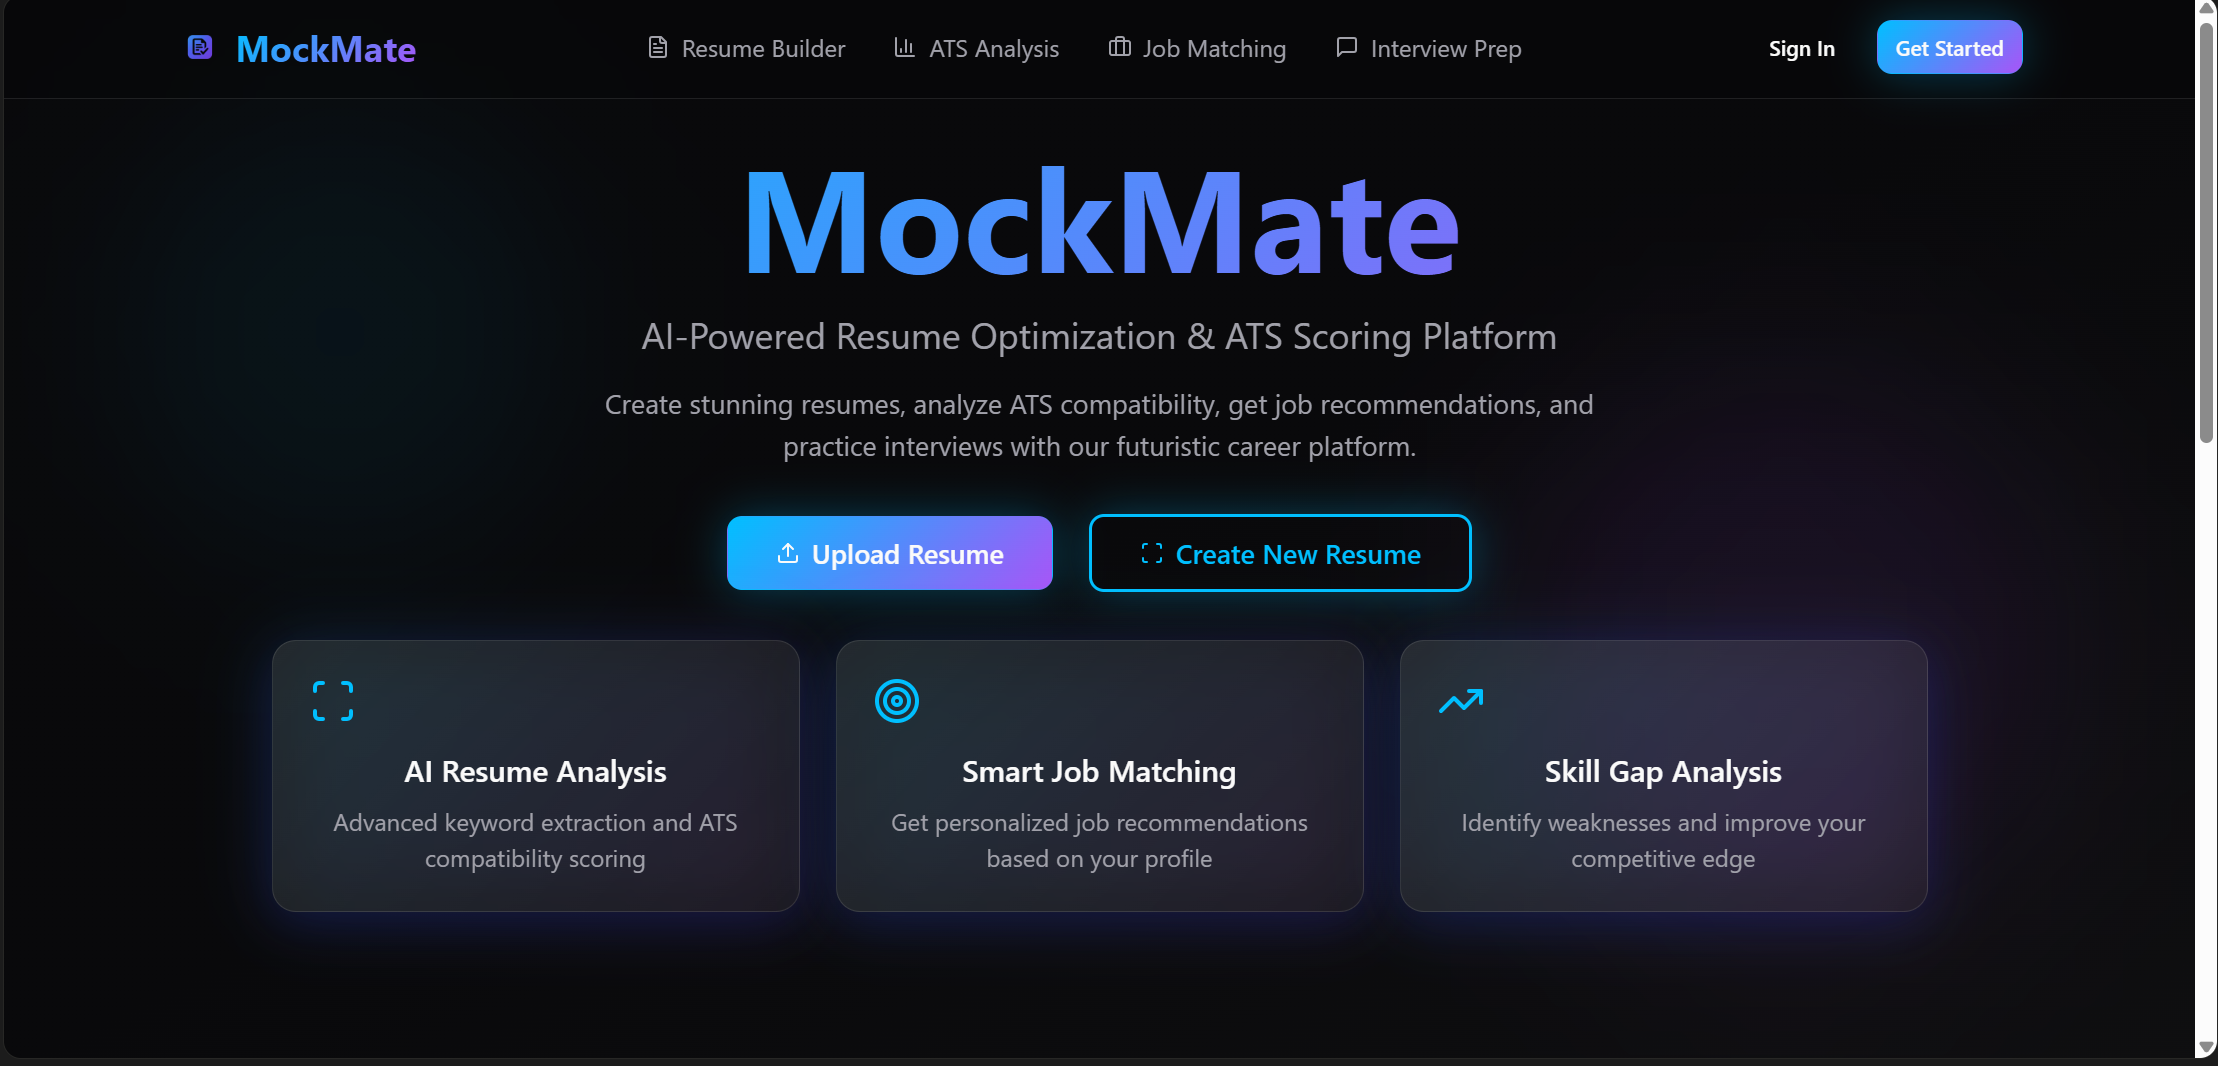 MockMate
Resume Builder
ATS Analysis
Job Matching
Interview Prep
Sign In
Get Started
MockMate
AI-Powered Resume Optimization & ATS Scoring Platform
Create stunning resumes, analyze ATS compatibility, get job recommendations, and
practice interviews with our futuristic career platform.
Upload Resume
Create New Resume
AI Resume Analysis
Advanced keyword extraction and ATS
compatibility scoring
Smart Job Matching
Get personalized job recommendations
based on your profile
Skill Gap Analysis
Identify weaknesses and improve your
competitive edge